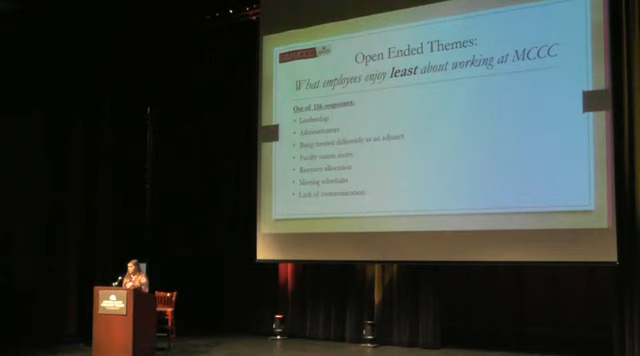 Open Ended Themes:
What employees enjoy least about working at MCCC
Out of 116 responses:
• Leadership
• Administration
• Being treated differently as an adjunct
• Faculty union issues
• Resource allocation
• Meeting schedules
• Lack of communication